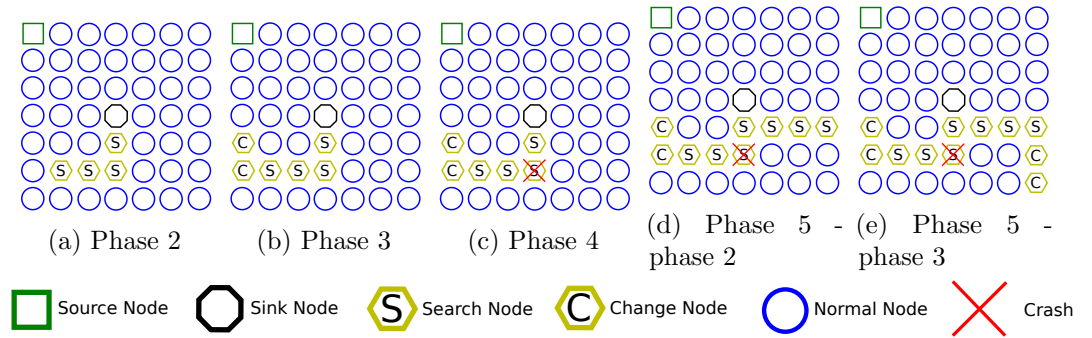 S
S S S
(a) Phase 2
C S
C S S S
(b) Phase 3
C S
C S S S
(c) Phase 4
C S S S S
C S S S
(d) Phase 5 -
phase 2
C S S S S
C S S S C
C
(e) Phase 5 -
phase 3
Source Node
Sink Node
S Search Node
C Change Node
Normal Node
Crash